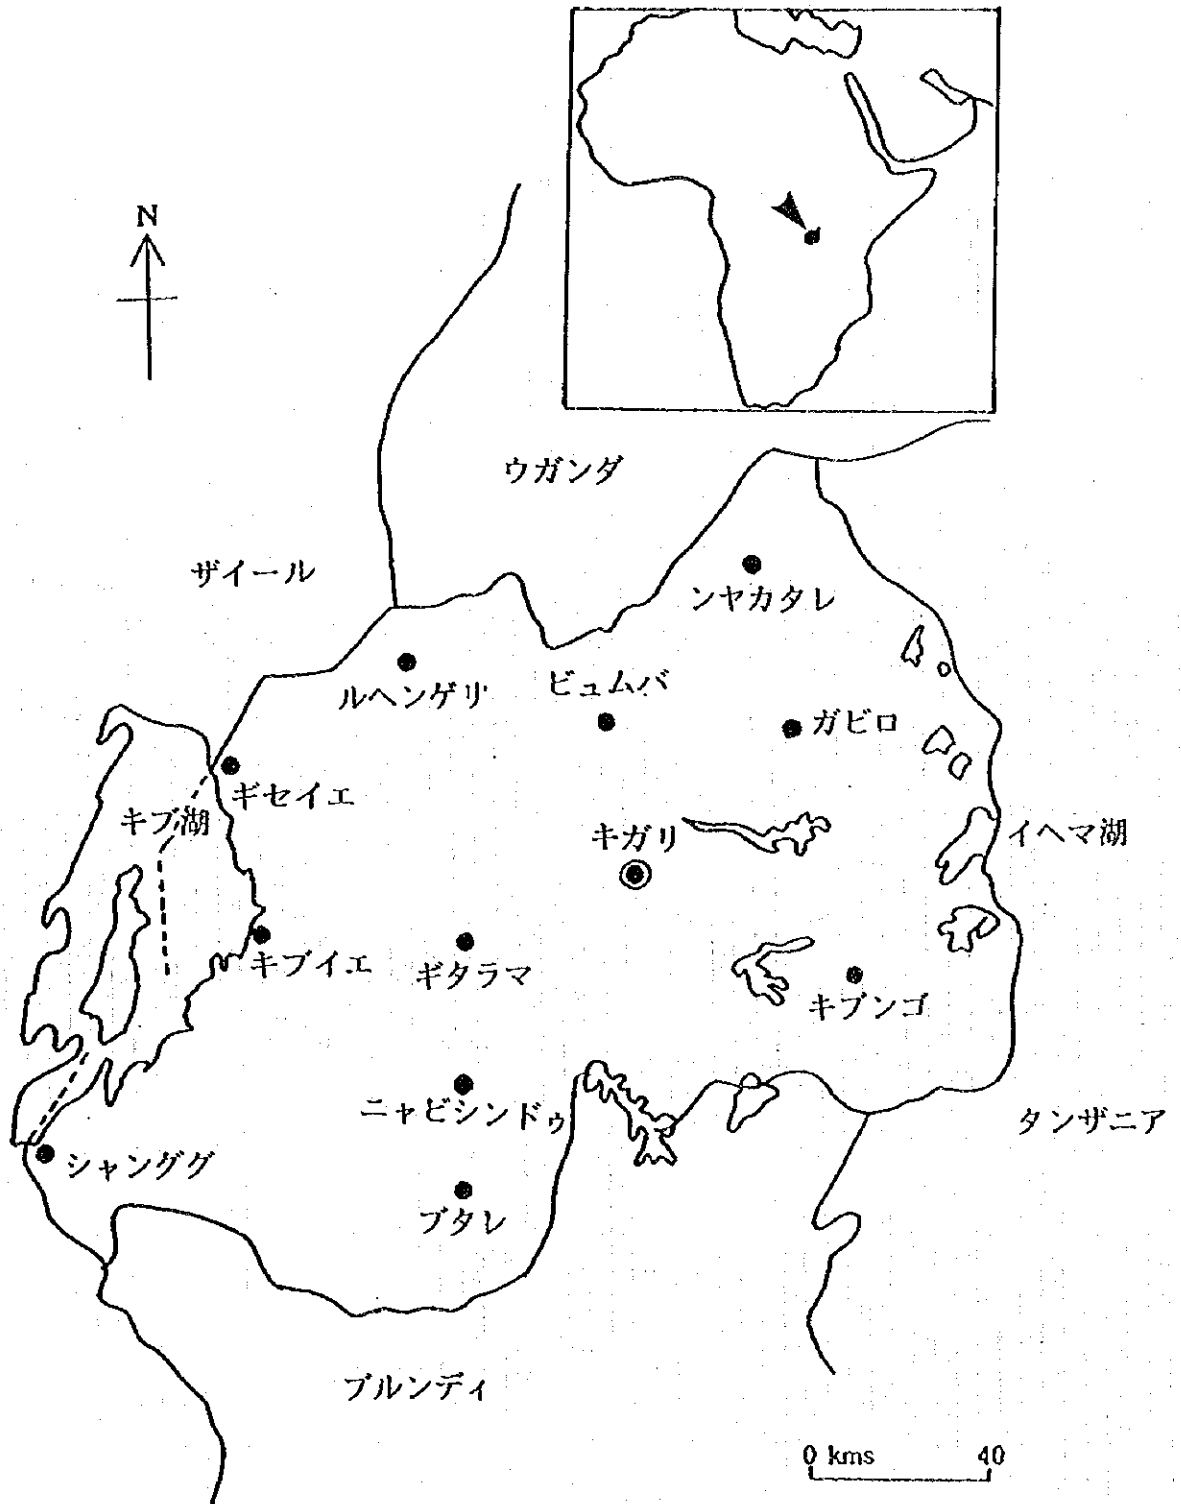 N
ウガンダ
ザイール
ンヤカタレ
ルヘンゲリ
ビュムバ
ガビロ
ギセイエ
キブ湖
キガリ
イヘマ湖
キブイエ
ギタラマ
キブンゴ
ニャビシンドゥ
タンザニア
シャンググ
ブタレ
ブルンディ
0 kms 40